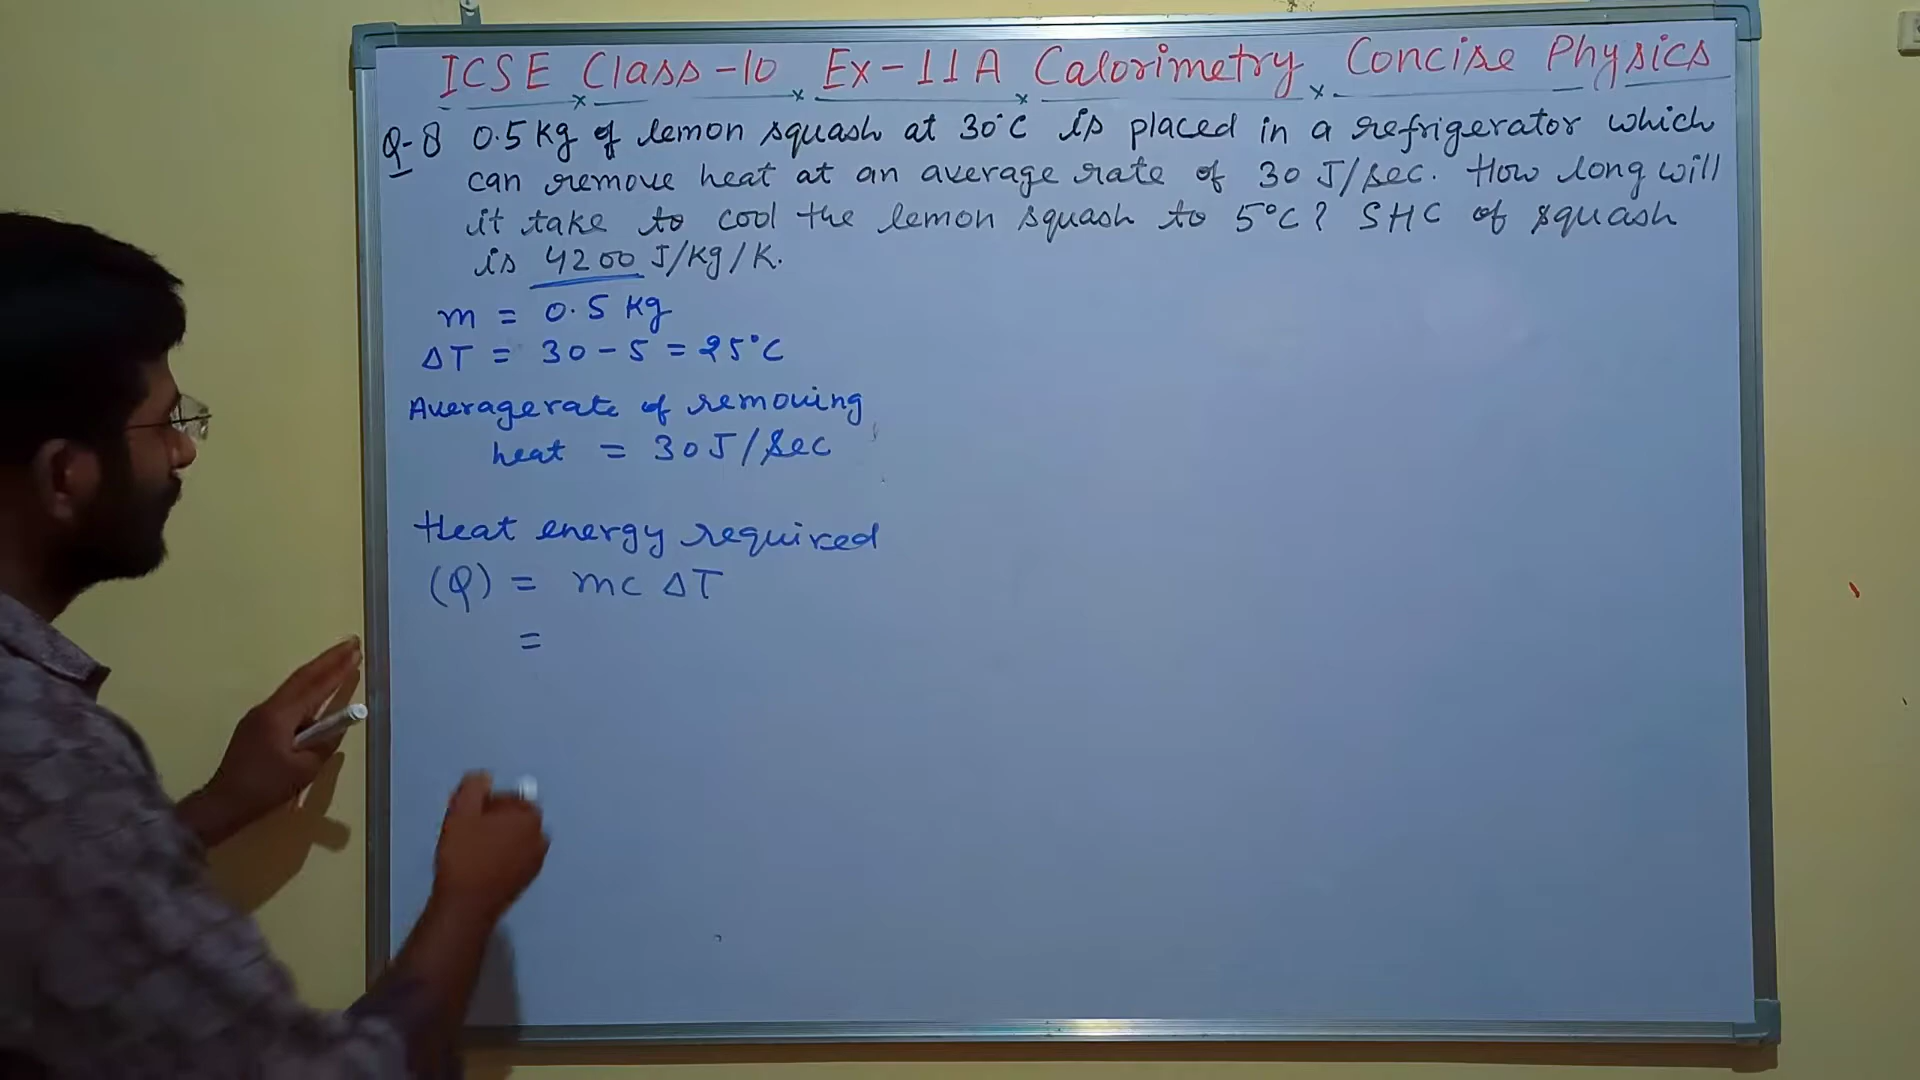 ICSE Class-10 Ex-11A Calorimetry Concise Physics
Q-8 0.5 kg of lemon squash at 30°C is placed in a refrigerator which
can remove heat at an average rate of 30 J/sec. How long will
it take to cool the lemon squash to 5°C? SHC of squash
is 4200 J/kg/K.
m = 0.5 kg
ΔT = 30-5 = 25°C
Average rate of removing
heat = 30 J/sec
Heat energy required
(Q) = mc ΔT
=